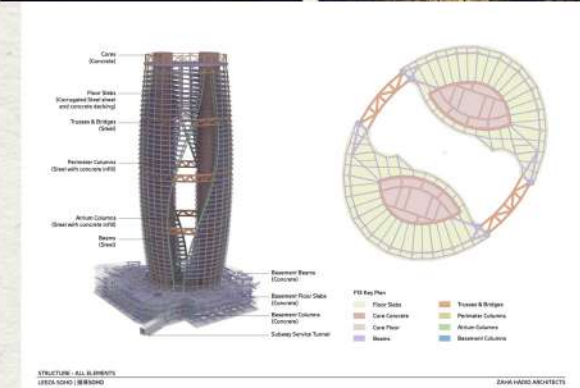 Cores
(Concrete)
Floor Slabs
(Corrugated Steel sheet
and concrete decking)
Trusses & Bridges
(Steel)
Perimeter Columns
(Steel with concrete infill)
Atrium Columns
(Steel with concrete infill)
Beams
(Steel)
Basement Beams
(Concrete)
Basement Floor Slabs
(Concrete)
Basement Columns
(Concrete)
Subway Service Tunnel
Key Plan
Floor Slabs
Core Concrete
Core Floor
Beams
Trusses & Bridges
Perimeter Columns
Atrium Columns
Basement Columns
STRUCTURE - ALL ELEMENTS
LEEZA SOHO | 丽泽SOHO
ZAHA HADID ARCHITECTS